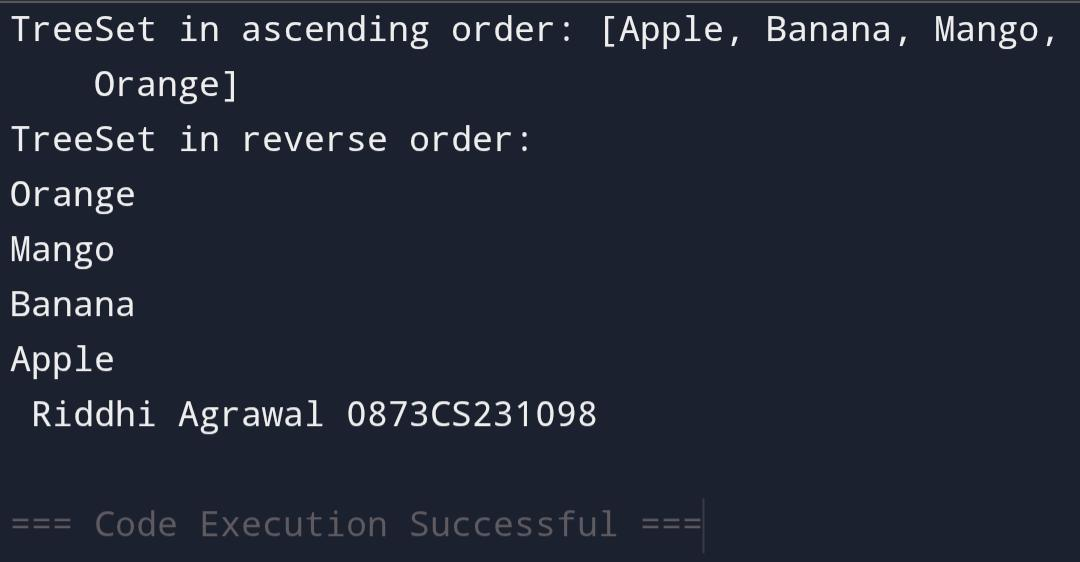 TreeSet in ascending order: [Apple, Banana, Mango,
Orange]
TreeSet in reverse order:
Orange
Mango
Banana
Apple
Riddhi Agrawal 0873CS231098
=== Code Execution Successful ===